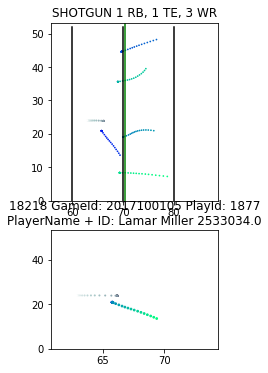 SHOTGUN 1 RB, 1 TE, 3 WR
50
40
30
20
10
0
60 70 80
18218 GameId: 2017100105 PlayId: 1877
PlayerName + ID: Lamar Miller 2533034.0
40
20
0
65 70